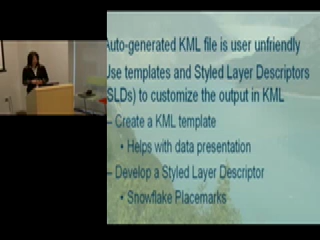 Auto-generated KML file is user unfriendly
Use templates and Styled Layer Descriptors
(SLDs) to customize the output in KML
– Create a KML template
• Helps with data presentation
– Develop a Styled Layer Descriptor
• Snowflake Placemarks